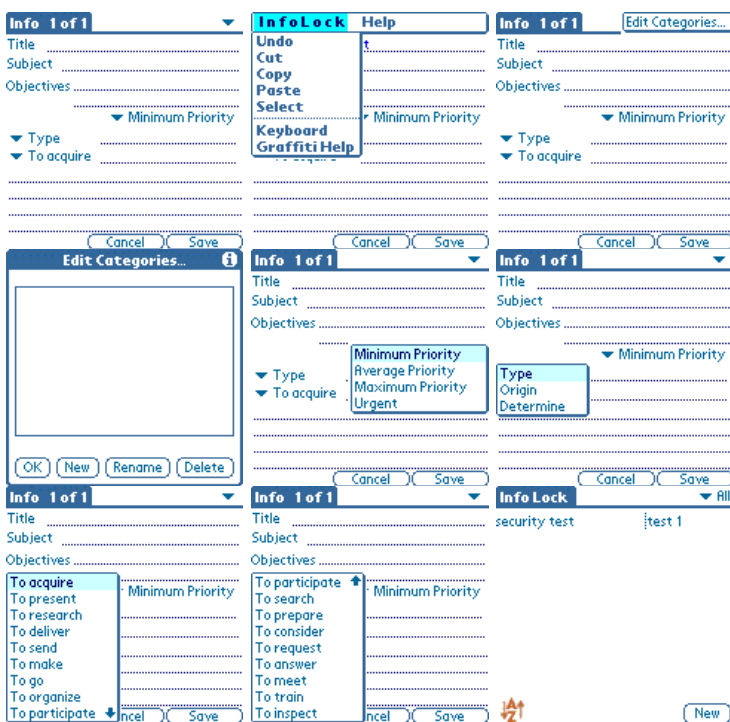 Info 1 of 1
Title
Subject
Objectives
Minimum Priority
Type
To acquire
Cancel Save
InfoLock Help
Undo
Cut
Copy
Paste
Select
Keyboard
Graffiti Help
t
Minimum Priority
Cancel Save
Info 1 of 1 Edit Categories...
Title
Subject
Objectives
Minimum Priority
Type
To acquire
Cancel Save
Edit Categories... i
OK New Rename Delete
Info 1 of 1
Title
Subject
Objectives
Minimum Priority
Average Priority
Maximum Priority
Urgent
Type
To acquire
Cancel Save
Info 1 of 1
Title
Subject
Objectives
Minimum Priority
Type
Origin
Determine
Cancel Save
Info 1 of 1
Title
Subject
Objectives
Minimum Priority
To acquire
To present
To research
To deliver
To send
To make
To go
To organize
To participate
ncel Save
Info 1 of 1
Title
Subject
Objectives
Minimum Priority
To participate
To search
To prepare
To consider
To request
To answer
To meet
To train
To inspect
ncel Save
Info Lock All
security test test 1
A
Z
New